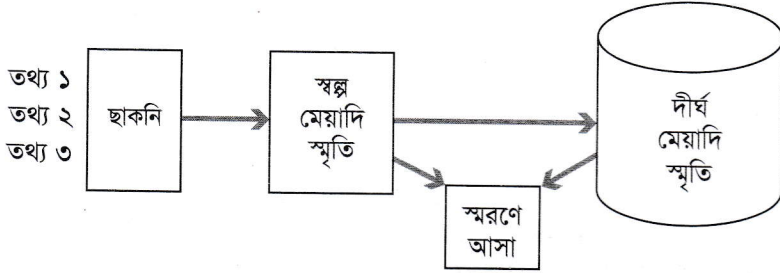 তথ্য ১
তথ্য ২
তথ্য ৩
ছাকনি
স্বল্প
মেয়াদি
স্মৃতি
দীর্ঘ
মেয়াদি
স্মৃতি
স্মরণে
আসা